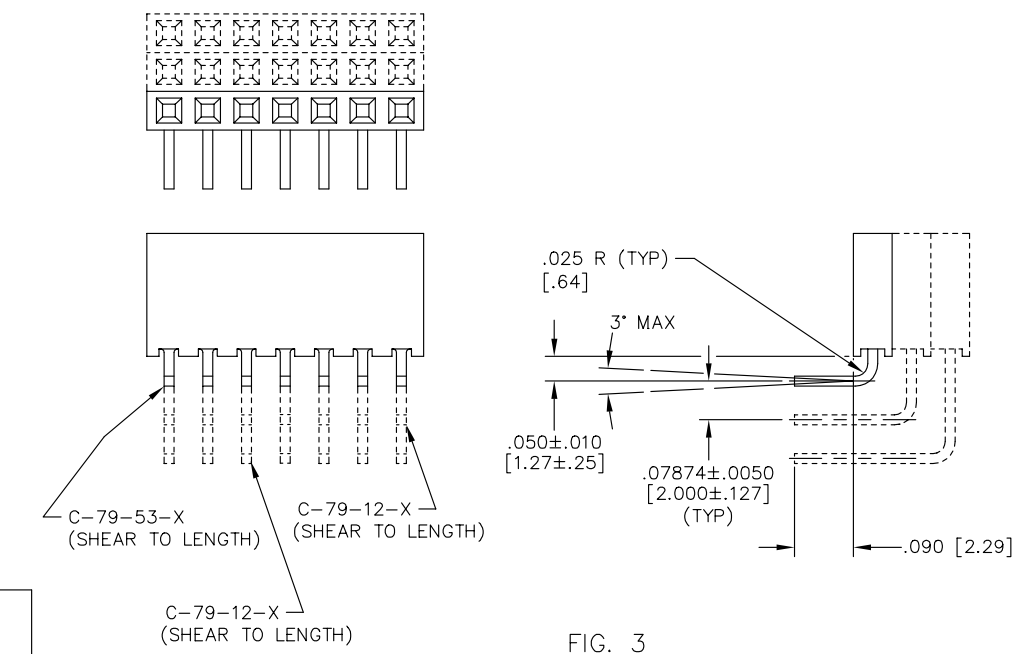 .025 R (TYP)
[.64]
3° MAX
.050±.010
[1.27±.25]
.07874±.0050
[2.000±.127]
(TYP)
.090 [2.29]
C-79-53-X
(SHEAR TO LENGTH)
C-79-12-X
(SHEAR TO LENGTH)
C-79-12-X
(SHEAR TO LENGTH)
FIG. 3